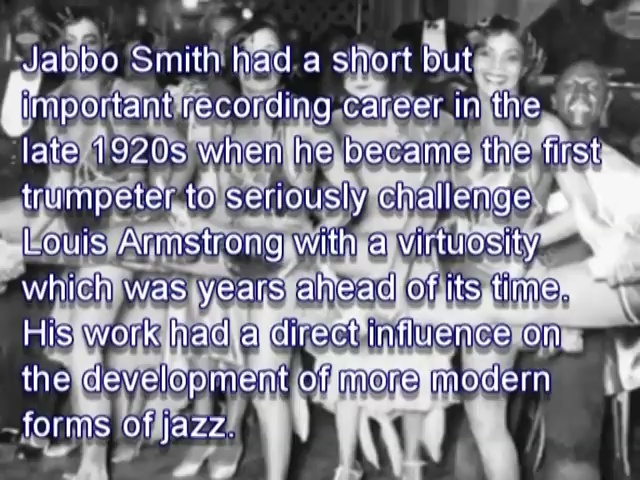 Jabbo Smith had a short but
important recording career in the
late 1920s when he became the first
trumpeter to seriously challenge
Louis Armstrong with a virtuosity
which was years ahead of its time.
His work had a direct influence on
the development of more modern
forms of jazz.